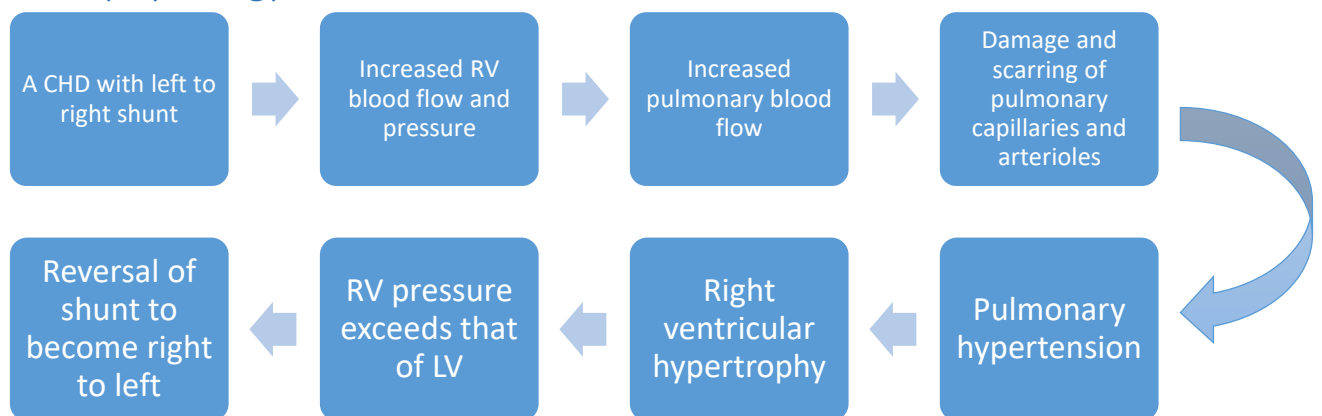 A CHD with left to
right shunt
Increased RV
blood flow and
pressure
Increased
pulmonary blood
flow
Damage and
scarring of
pulmonary
capillaries and
arterioles
Pulmonary
hypertension
Right
ventricular
hypertrophy
RV pressure
exceeds that
of LV
Reversal of
shunt to
become right
to left